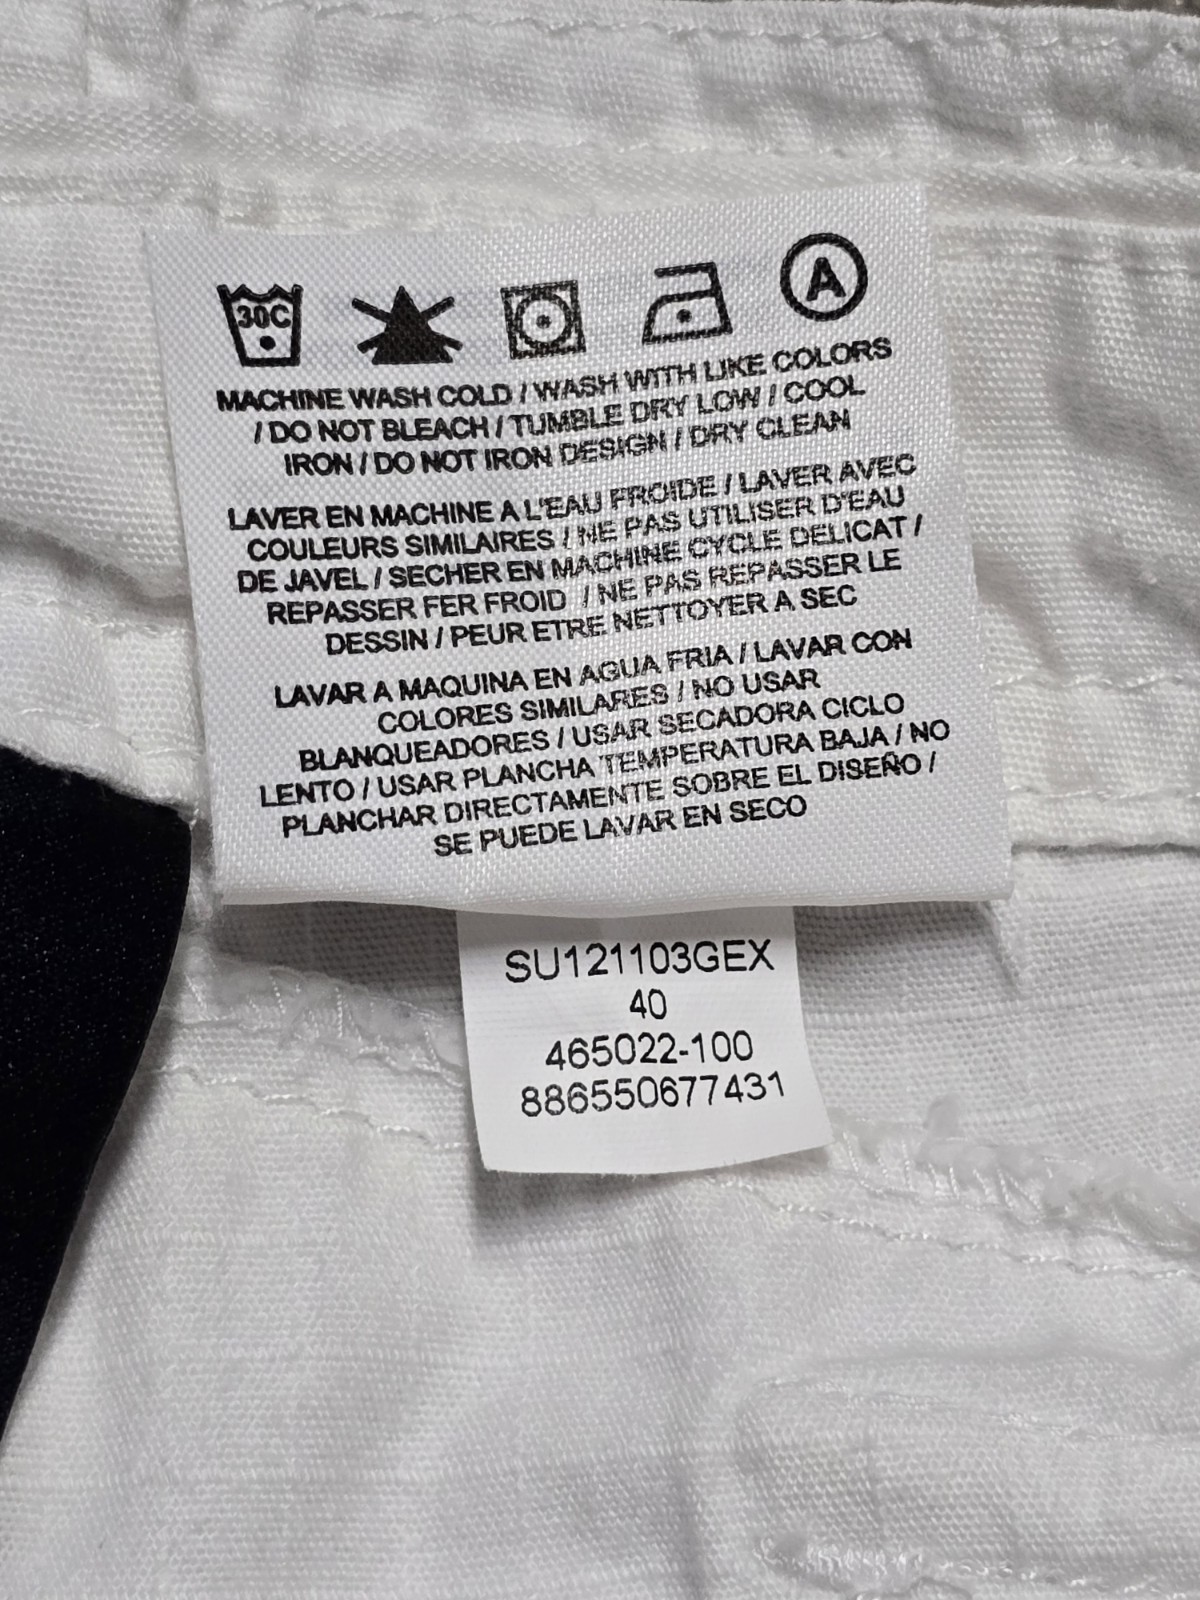 30C
A
MACHINE WASH COLD / WASH WITH LIKE COLORS
/ DO NOT BLEACH / TUMBLE DRY LOW / COOL
IRON / DO NOT IRON DESIGN / DRY CLEAN
LAVER EN MACHINE A L'EAU FROIDE / LAVER AVEC
COULEURS SIMILAIRES / NE PAS UTILISER D'EAU
DE JAVEL / SECHER EN MACHINE CYCLE DELICAT /
REPASSER FER FROID / NE PAS REPASSER LE
DESSIN / PEUR ETRE NETTOYER A SEC
LAVAR A MAQUINA EN AGUA FRIA / LAVAR CON
COLORES SIMILARES / NO USAR
BLANQUEADORES / USAR SECADORA CICLO
LENTO / USAR PLANCHA TEMPERATURA BAJA / NO
PLANCHAR DIRECTAMENTE SOBRE EL DISEÑO /
SE PUEDE LAVAR EN SECO
SU121103GEX
40
465022-100
886550677431